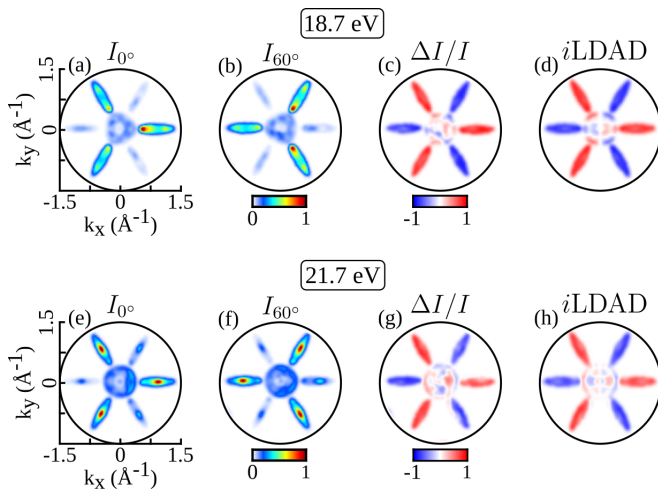 18.7 eV
I0° I60° ΔI/I iLDAD
(a) (b) (c) (d)
1.5
0
-1.5
ky (Å-1)
-1.5 0 1.5
kx (Å-1)
0 1
-1 1
21.7 eV
I0° I60° ΔI/I iLDAD
(e) (f) (g) (h)
1.5
0
ky (Å-1)
-1.5 0 1.5
kx (Å-1)
0 1
-1 1